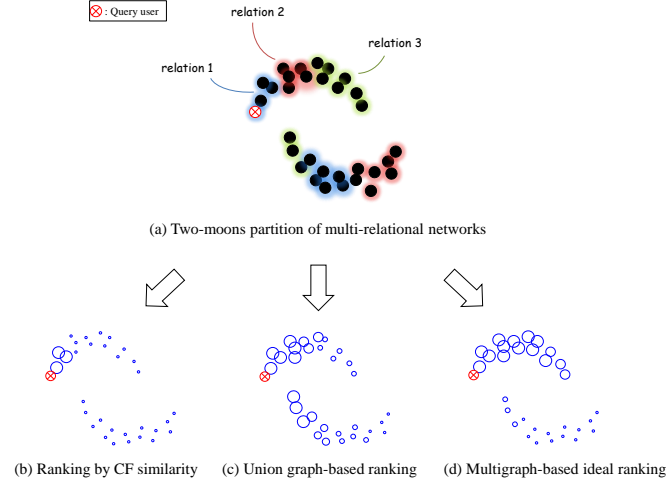 : Query user
relation 2
relation 3
relation 1
(a) Two-moons partition of multi-relational networks
(b) Ranking by CF similarity (c) Union graph-based ranking (d) Multigraph-based ideal ranking